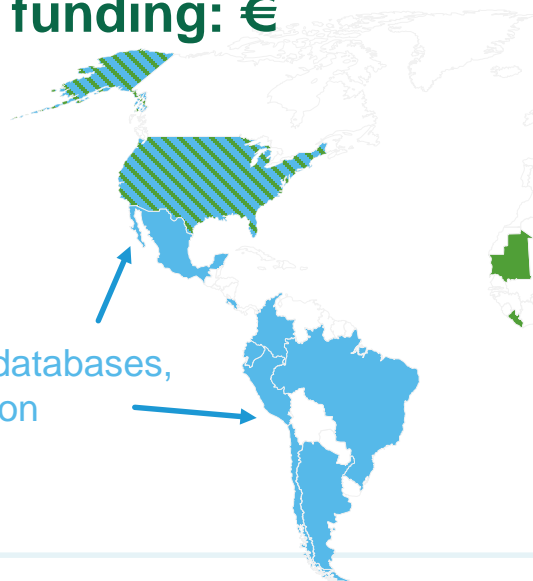 funding: €
databases,
on